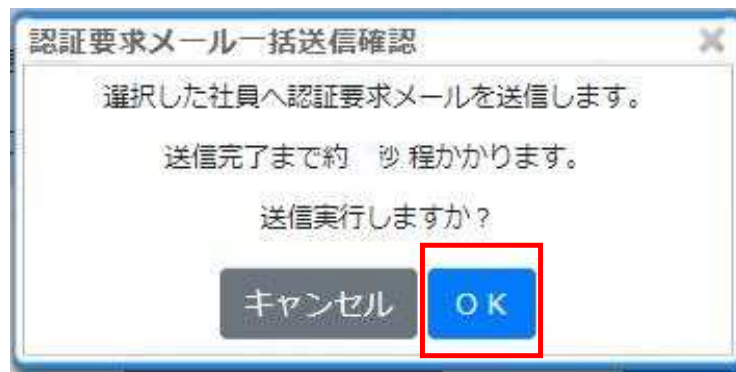 認証要求メール一括送信確認
選択した社員へ認証要求メールを送信します。
送信完了まで約 秒 程かかります。
送信実行しますか？
キャンセル
ＯＫ